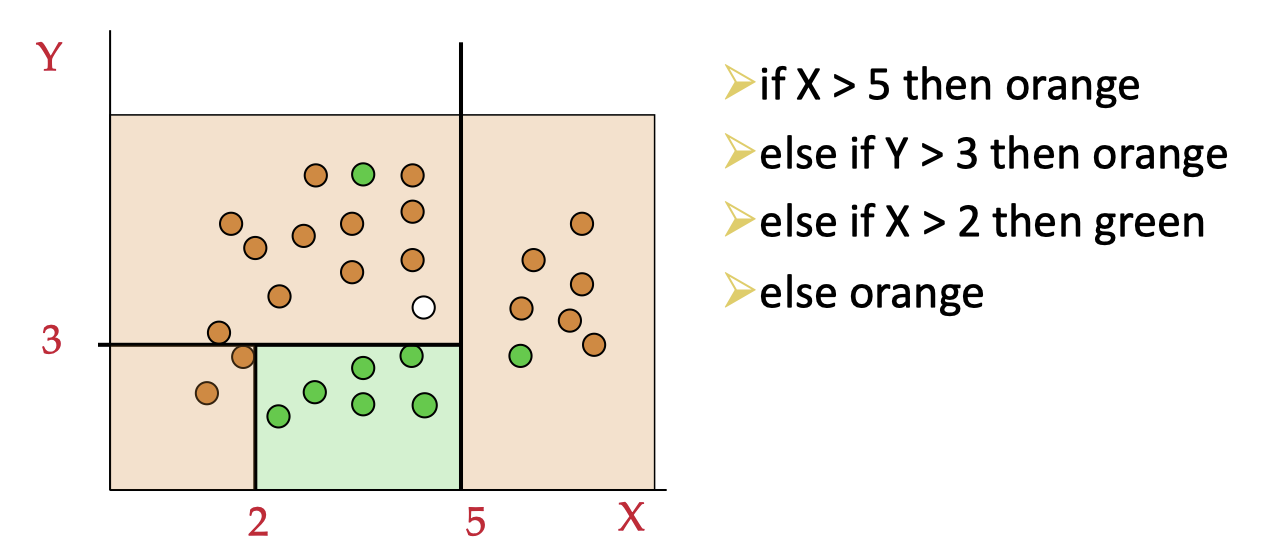 Y
3
2
5
X
if X > 5 then orange
else if Y > 3 then orange
else if X > 2 then green
else orange